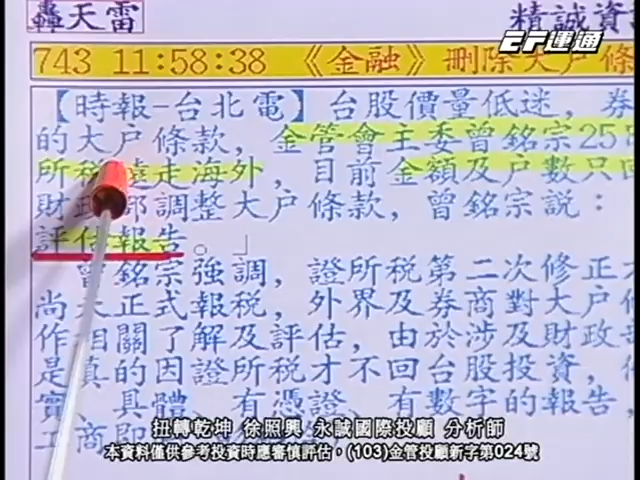 轟天雷
精誠資
EF運通
743 11:58:38 《金融》刪除大戶條
【時報-台北電】台股價量低迷，券
的大戶條款，金管會主委曾銘宗25
所稅繞走海外，目前金額及戶數只
財政部調整大戶條款，曾銘宗說：
評估報告。」
曾銘宗強調，證所稅第二次修正
尚未正式報稅，外界及券商對大戶
作相關了解及評估，由於涉及財政
是真的因證所稅才不回台股投資，
實、具體、有憑證、有數字的報告，
工商即
扭轉乾坤 徐照興 永誠國際投顧 分析師
本資料僅供參考投資時應審慎評估，(103)金管投顧新字第024號